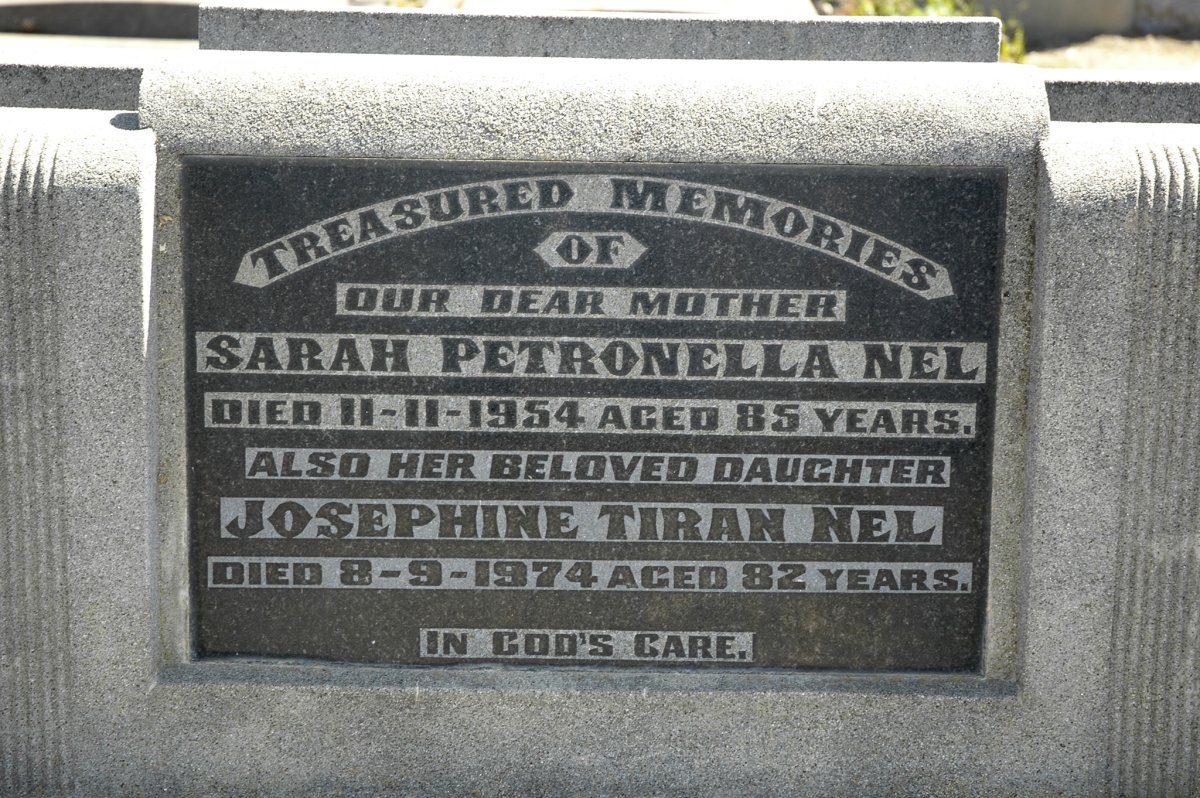 TREASURED MEMORIES
OF
OUR DEAR MOTHER
SARAH PETRONELLA NEL
DIED 11-11-1954 AGED 85 YEARS.
ALSO HER BELOVED DAUGHTER
JOSEPHINE TIRAN NEL
DIED 8-9-1974 AGED 82 YEARS.
IN GOD'S CARE.